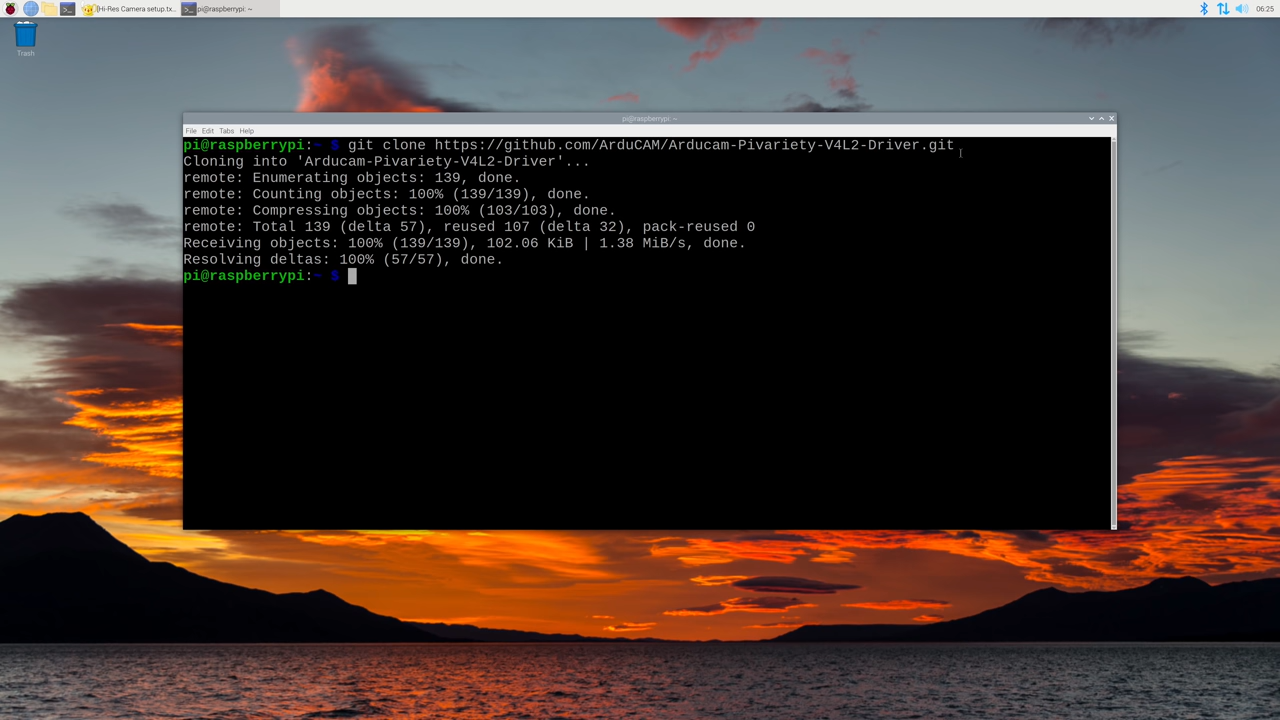 [Hi-Res Camera setup.tx...
pi@raspberrypi: ~
06:25
Trash
pi@raspberrypi: ~
File Edit Tabs Help
pi@raspberrypi:~ $ git clone https://github.com/ArduCAM/Arducam-Pivariety-V4L2-Driver.git
Cloning into 'Arducam-Pivariety-V4L2-Driver'...
remote: Enumerating objects: 139, done.
remote: Counting objects: 100% (139/139), done.
remote: Compressing objects: 100% (103/103), done.
remote: Total 139 (delta 57), reused 107 (delta 32), pack-reused 0
Receiving objects: 100% (139/139), 102.06 KiB | 1.38 MiB/s, done.
Resolving deltas: 100% (57/57), done.
pi@raspberrypi:~ $